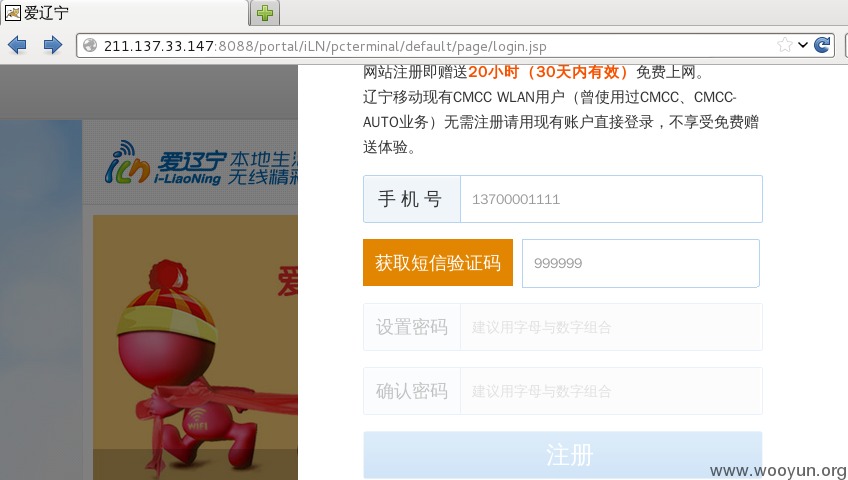 爱辽宁
211.137.33.147:8088/portal/iLN/pcterminal/default/page/login.jsp
网站注册即赠送20小时（30天内有效）免费上网。
辽宁移动现有CMCC WLAN用户（曾使用过CMCC、CMCC-
AUTO业务）无需注册请用现有账户直接登录，不享受免费赠
送体验。
iLN 爱辽宁 本地生
i-LiaoNing 无线精
爱
WiFi
手 机 号 13700001111
获取短信验证码 999999
设置密码 建议用字母与数字组合
确认密码 建议用字母与数字组合
注册
www.wooyun.org